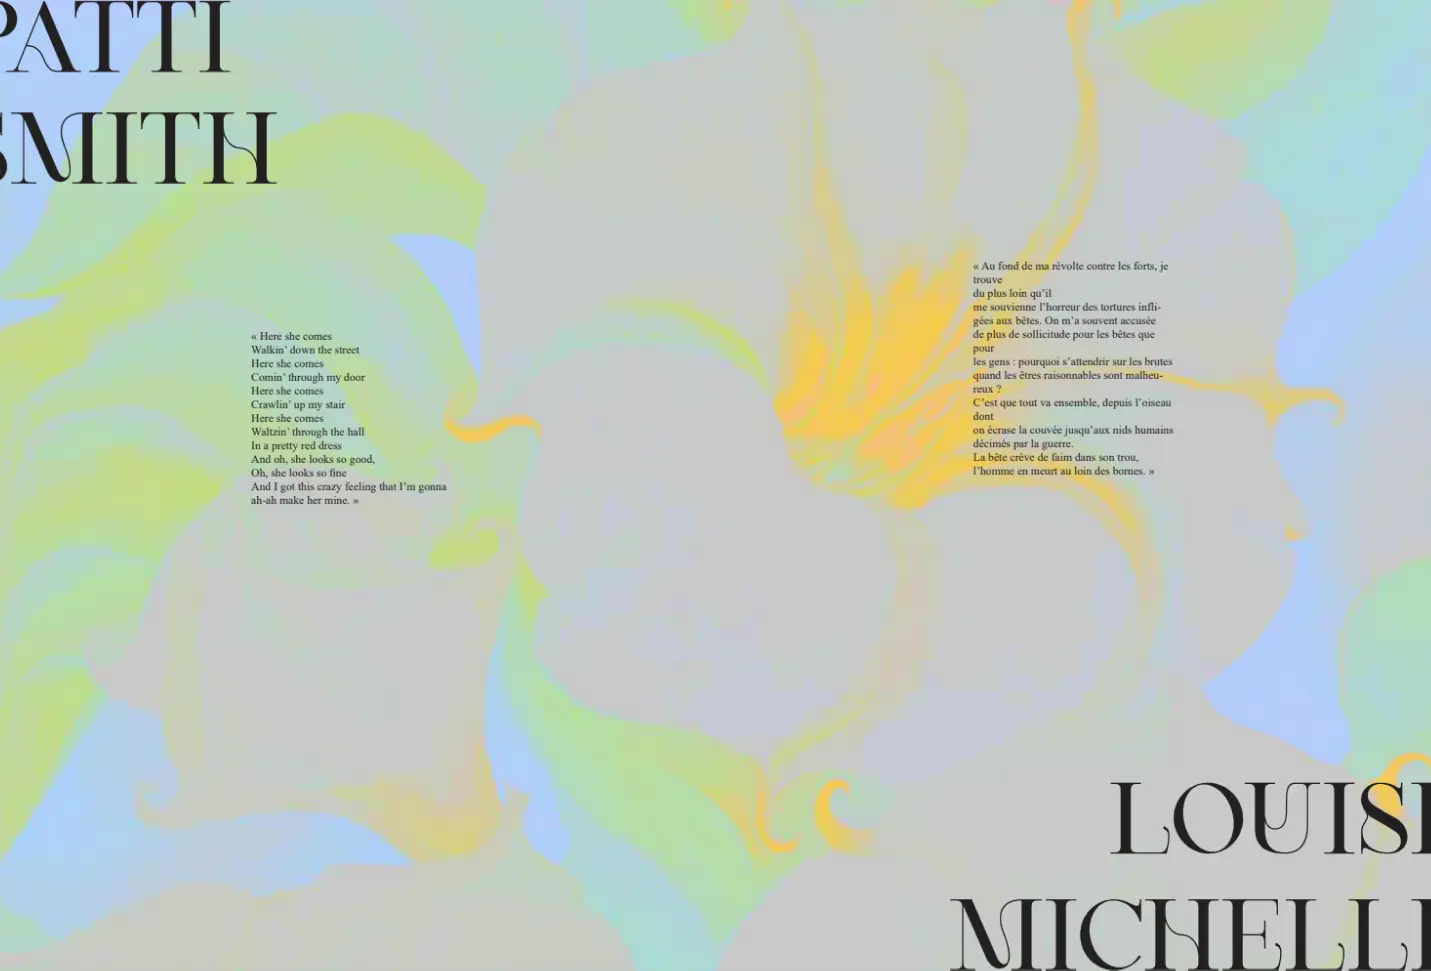 PATTI
SMITH
« Here she comes
Walkin’ down the street
Here she comes
Comin’ through my door
Here she comes
Crawlin’ up my stair
Here she comes
Waltzin’ through the hall
In a pretty red dress
And oh, she looks so good,
Oh, she looks so fine
And I got this crazy feeling that I’m gonna
ah-ah make her mine. »
« Au fond de ma révolte contre les forts, je
trouve
du plus loin qu’il
me souvienne l’horreur des tortures infli-
gées aux bêtes. On m’a souvent accusée
de plus de sollicitude pour les bêtes que
pour
les gens : pourquoi s’attendrir sur les brutes
quand les êtres raisonnables sont malheu-
reux ?
C’est que tout va ensemble, depuis l’oiseau
dont
on écrase la couvée jusqu’aux nids humains
décimés par la guerre.
La bête crève de faim dans son trou,
l’homme en meurt au loin des bornes. »
LOUISE
MICHELLE